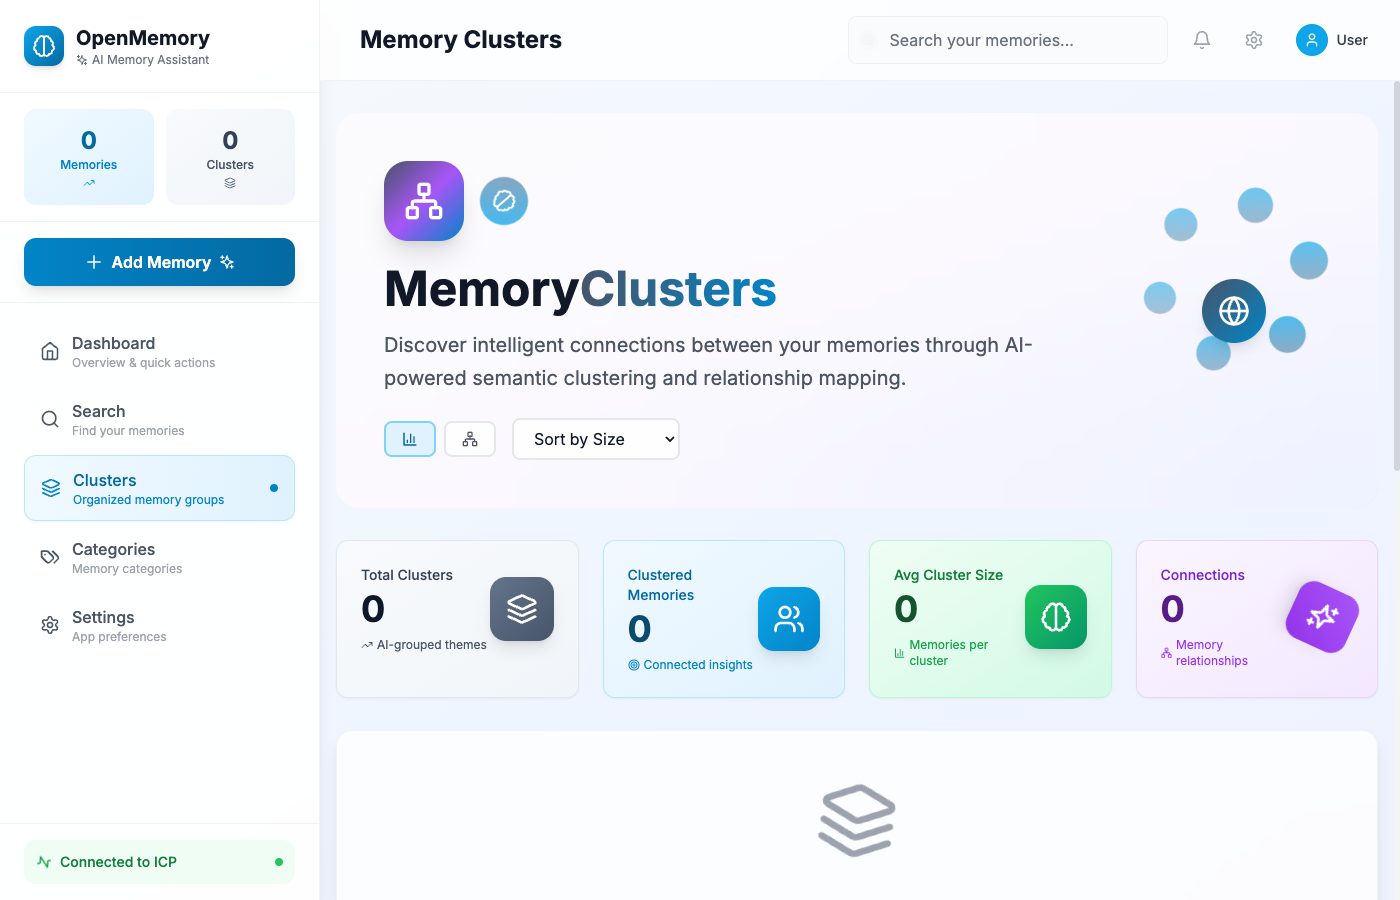 OpenMemory
AI Memory Assistant
0
Memories
0
Clusters
Add Memory
Dashboard
Overview & quick actions
Search
Find your memories
Clusters
Organized memory groups
Categories
Memory categories
Settings
App preferences
Connected to ICP
Memory Clusters
Search your memories...
User
MemoryClusters
Discover intelligent connections between your memories through AI-
powered semantic clustering and relationship mapping.
Sort by Size
Total Clusters
0
AI-grouped themes
Clustered
Memories
0
Connected insights
Avg Cluster Size
0
Memories per
cluster
Connections
0
Memory
relationships